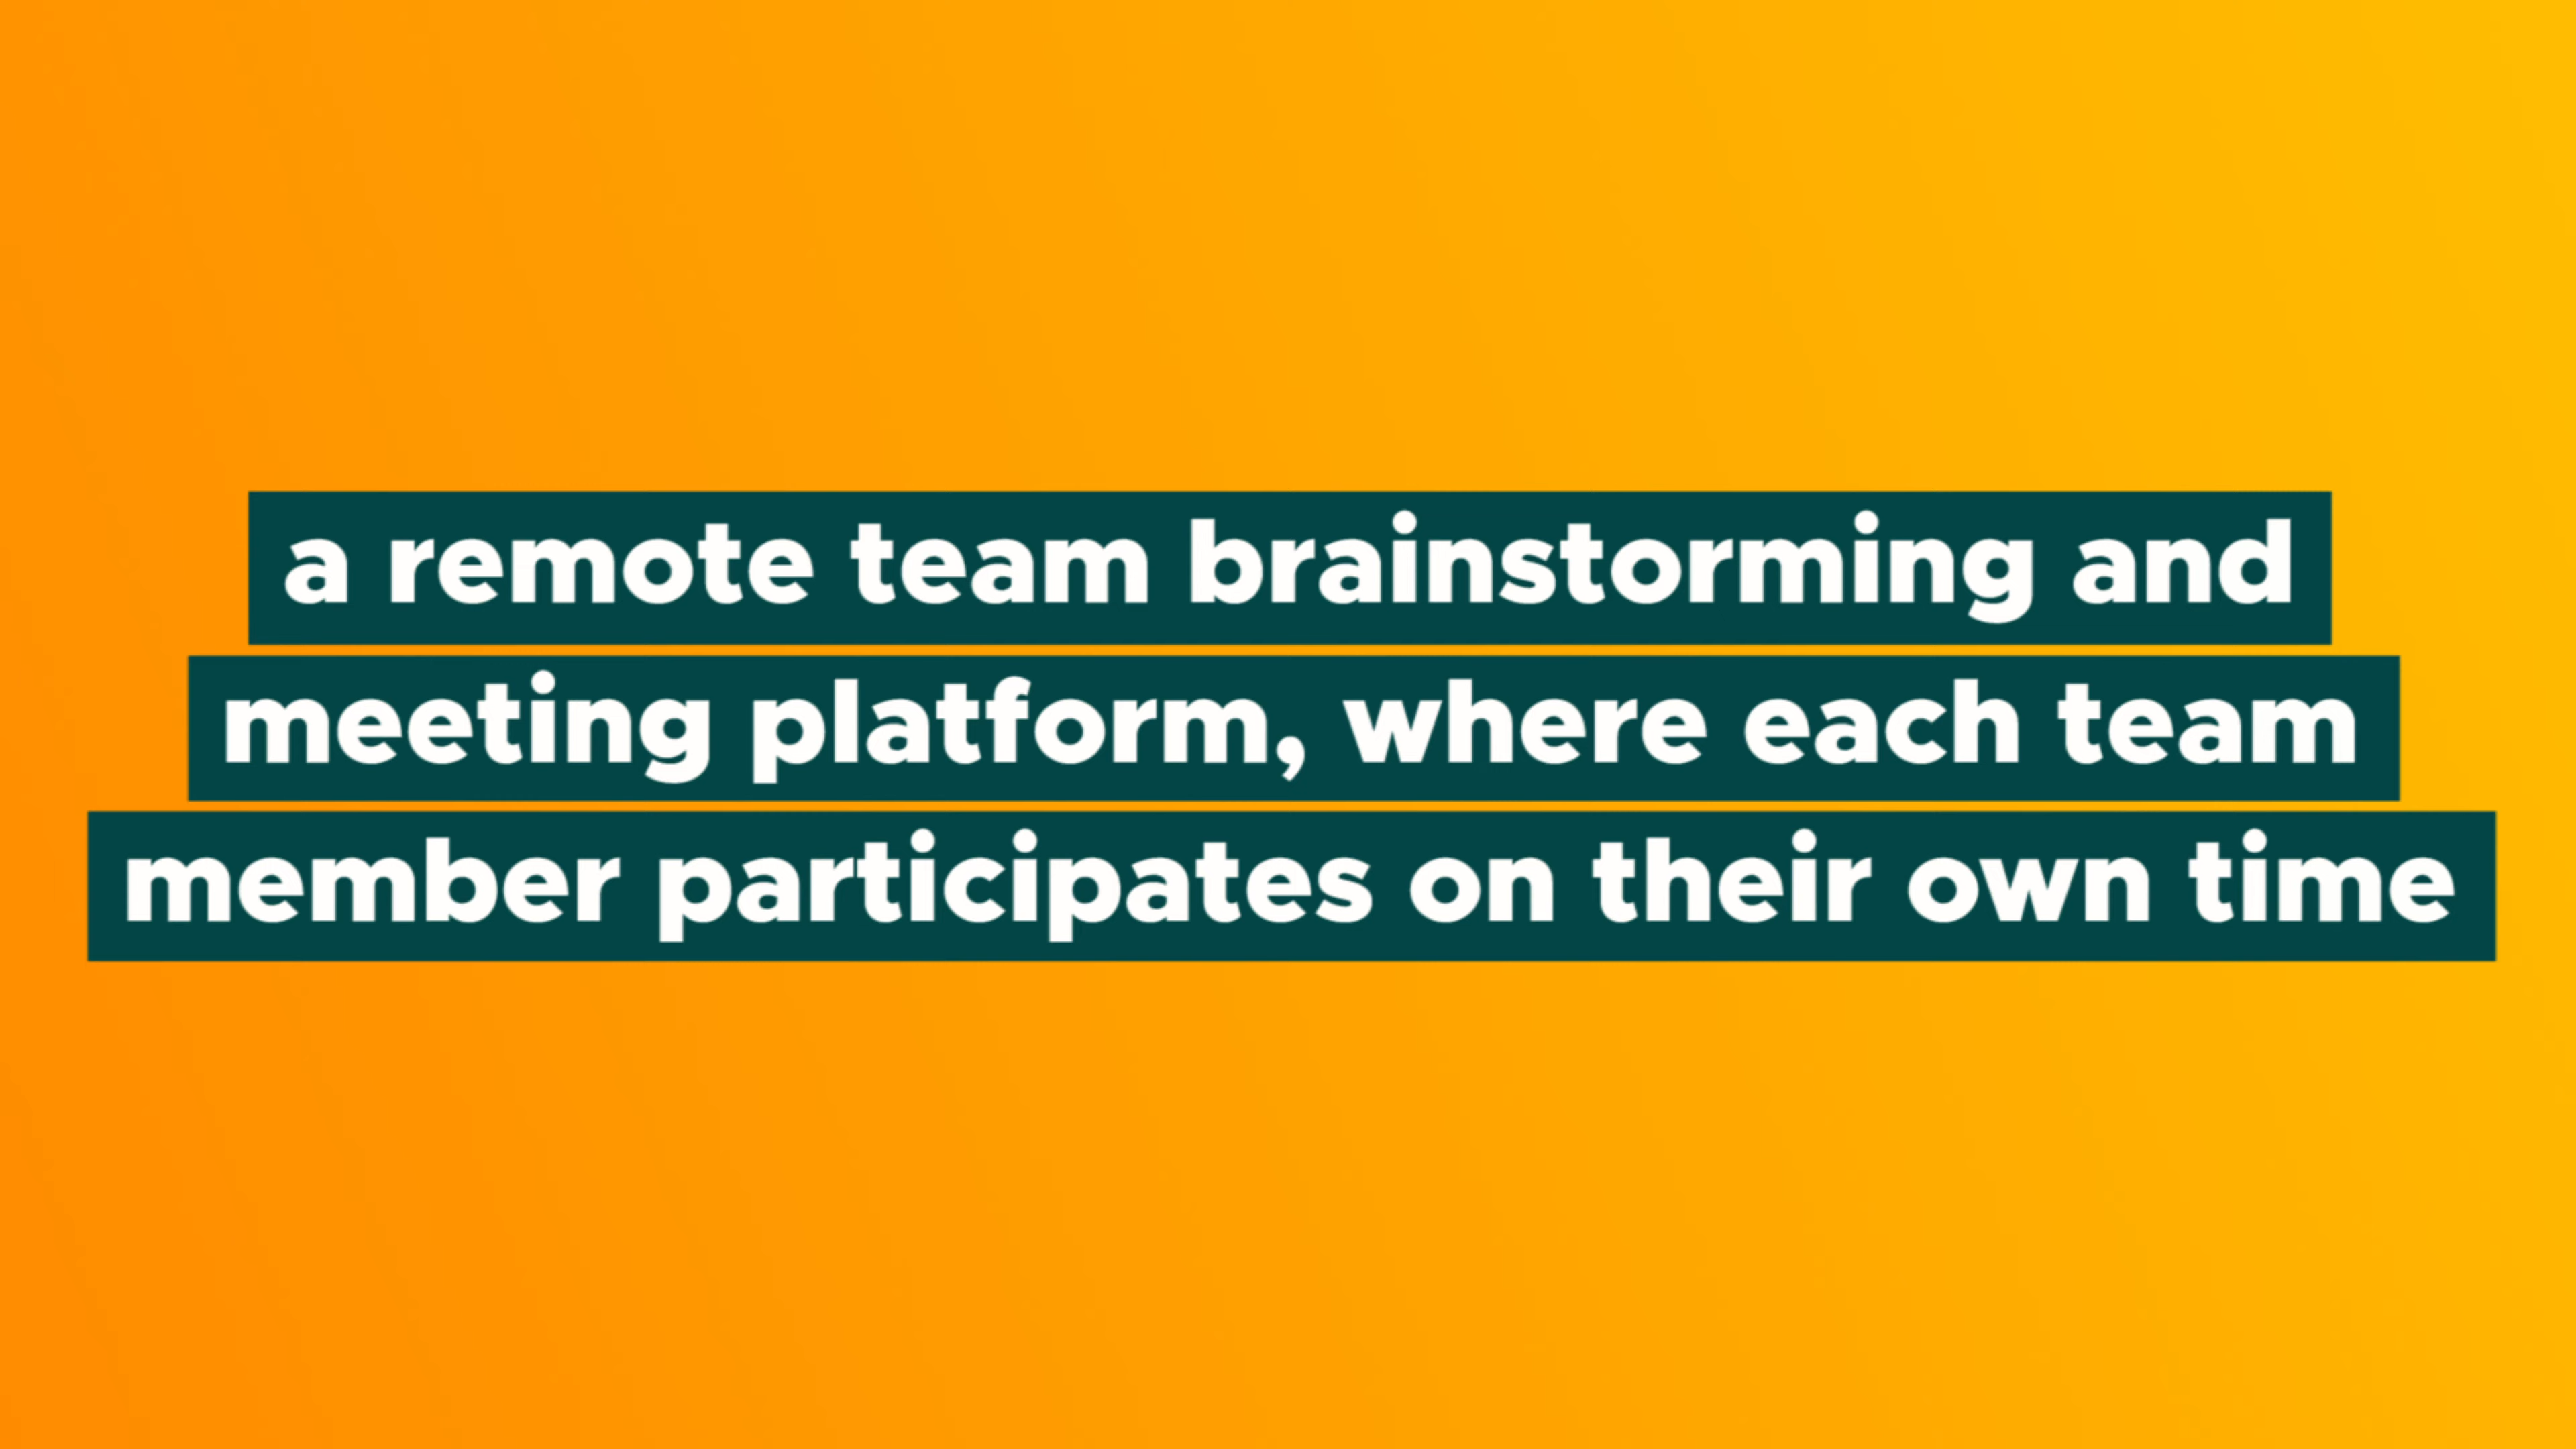 a remote team brainstorming and
meeting platform, where each team
member participates on their own time